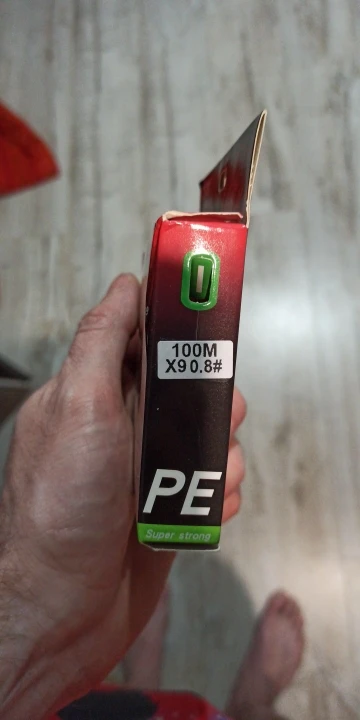 100M
X9 0.8#
PE
Super strong